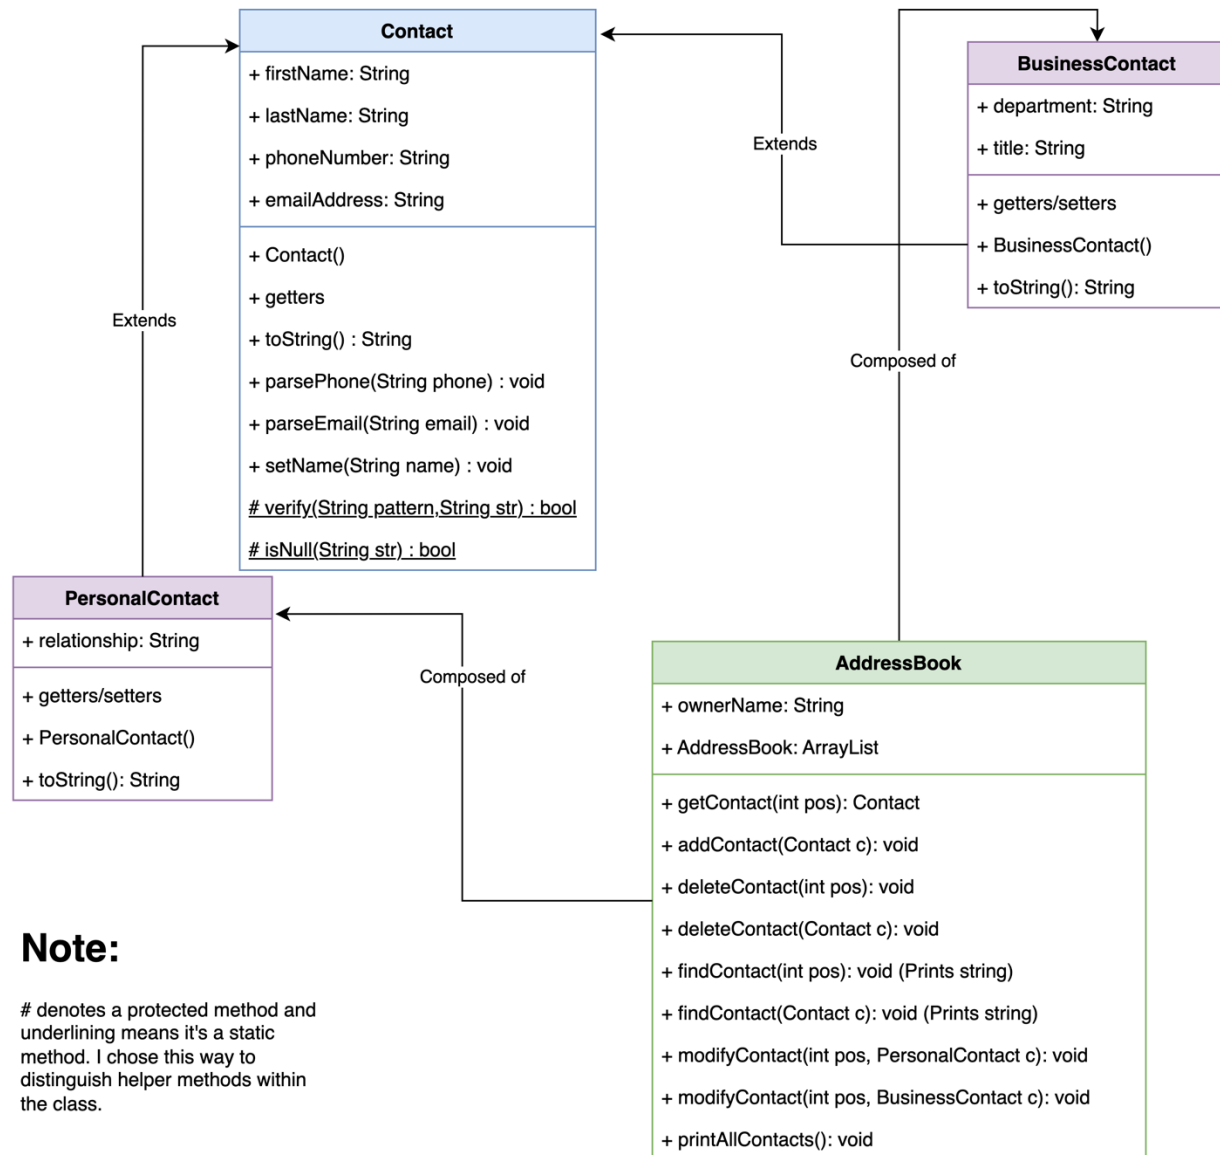 Contact
+ firstName: String
+ lastName: String
+ phoneNumber: String
+ emailAddress: String
+ Contact()
+ getters
+ toString() : String
+ parsePhone(String phone) : void
+ parseEmail(String email) : void
+ setName(String name) : void
# verify(String pattern,String str) : bool
# isNull(String str) : bool
Extends
Extends
BusinessContact
+ department: String
+ title: String
+ getters/setters
+ BusinessContact()
+ toString(): String
Composed of
PersonalContact
+ relationship: String
+ getters/setters
+ PersonalContact()
+ toString(): String
Composed of
AddressBook
+ ownerName: String
+ AddressBook: ArrayList
+ getContact(int pos): Contact
+ addContact(Contact c): void
+ deleteContact(int pos): void
+ deleteContact(Contact c): void
+ findContact(int pos): void (Prints string)
+ findContact(Contact c): void (Prints string)
+ modifyContact(int pos, PersonalContact c): void
+ modifyContact(int pos, BusinessContact c): void
+ printAllContacts(): void
Note:
# denotes a protected method and
underlining means it's a static
method. I chose this way to
distinguish helper methods within
the class.